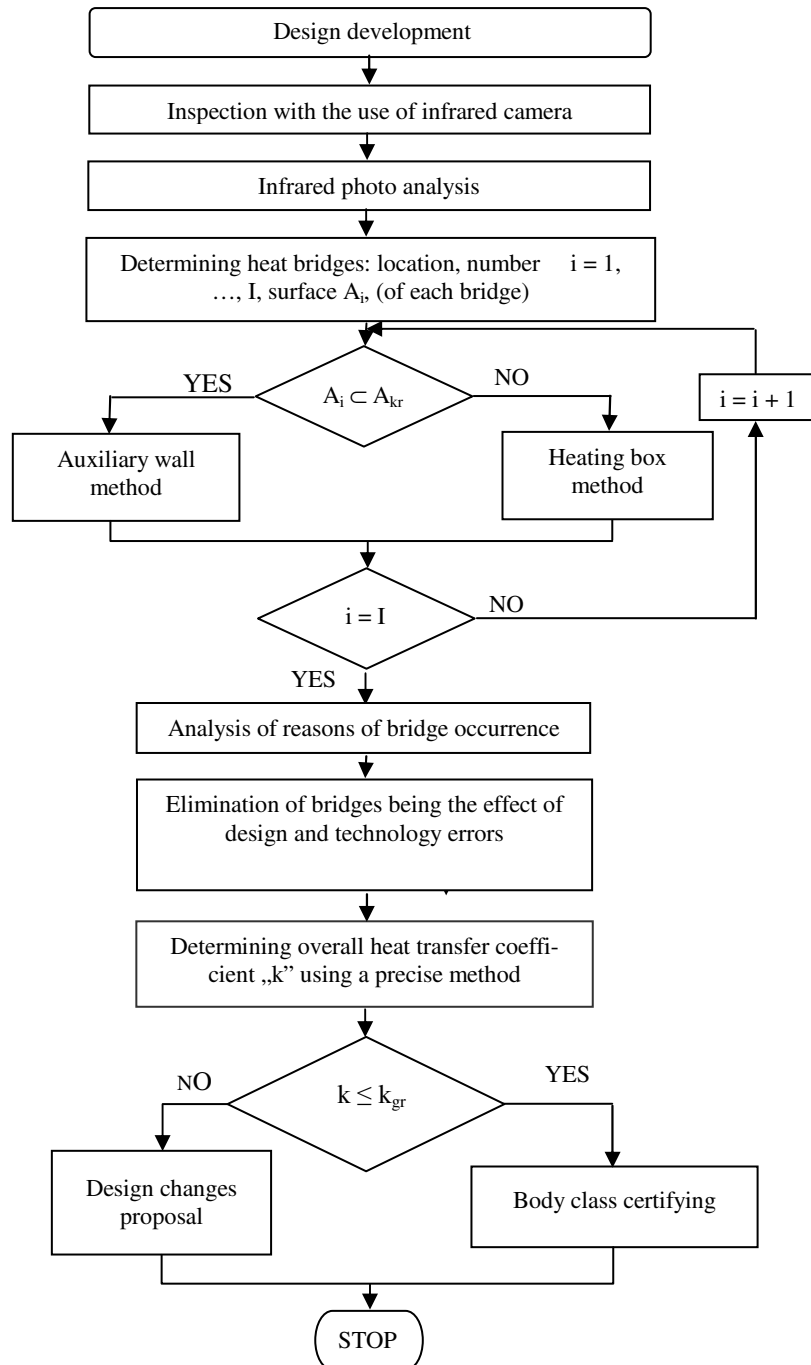 Design development
Inspection with the use of infrared camera
Infrared photo analysis
Determining heat bridges: location, number i = 1,
…, I, surface Aᵢ, (of each bridge)
YES
Aᵢ ⊂ Aₖᵣ
NO
i = i + 1
Auxiliary wall
method
Heating box
method
i = I
NO
YES
Analysis of reasons of bridge occurrence
Elimination of bridges being the effect of
design and technology errors
Determining overall heat transfer coeffi-
cient „k” using a precise method
NO
k ≤ k_gr
YES
Design changes
proposal
Body class certifying
STOP